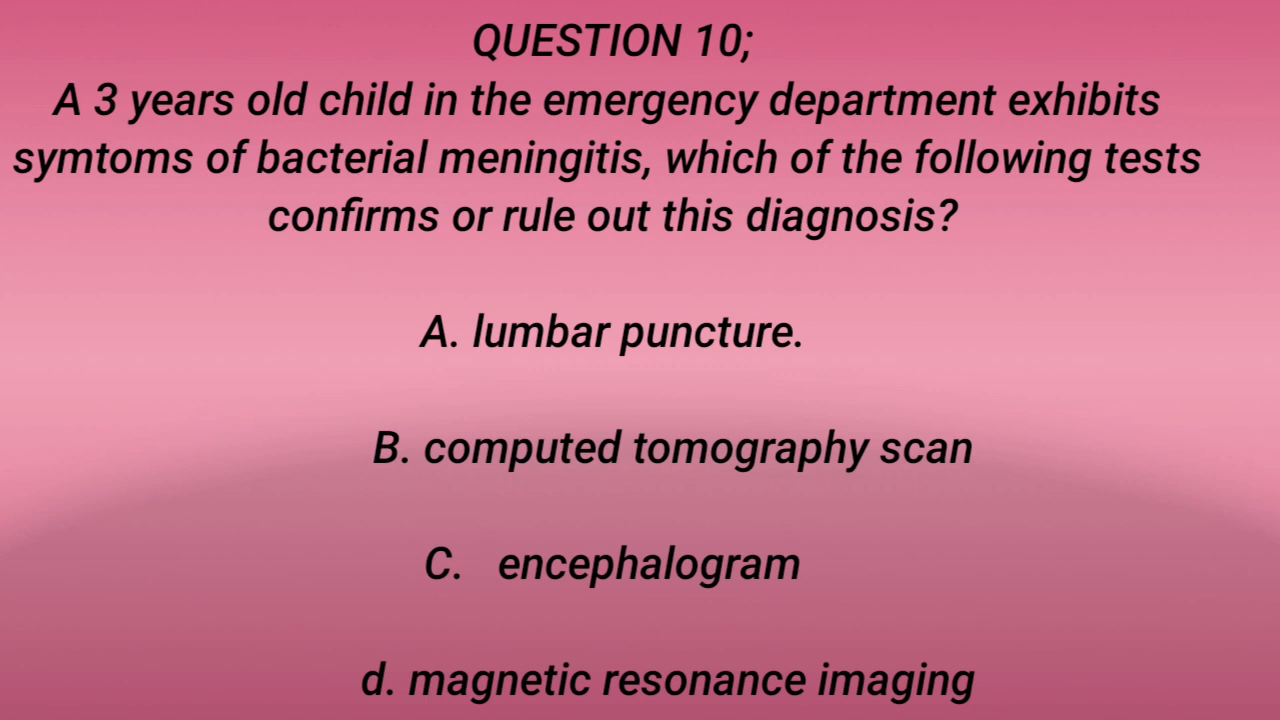 QUESTION 10;
A 3 years old child in the emergency department exhibits
symtoms of bacterial meningitis, which of the following tests
confirms or rule out this diagnosis?
A. lumbar puncture.
B. computed tomography scan
C. encephalogram
d. magnetic resonance imaging